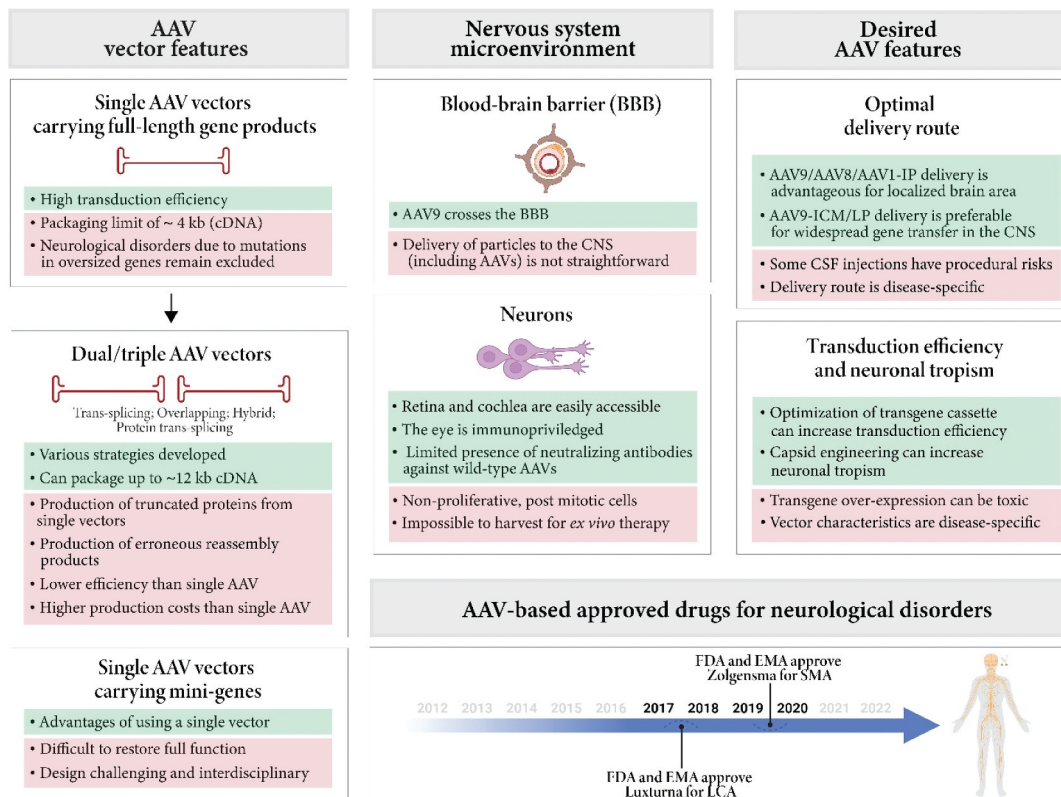 AAV
vector features
Single AAV vectors
carrying full-length gene products
• High transduction efficiency
• Packaging limit of ~ 4 kb (cDNA)
• Neurological disorders due to mutations
in oversized genes remain excluded
Dual/triple AAV vectors
Trans-splicing; Overlapping; Hybrid;
Protein trans-splicing
• Various strategies developed
• Can package up to ~12 kb cDNA
• Production of truncated proteins from
single vectors
• Production of erroneous reassembly
products
• Lower efficiency than single AAV
• Higher production costs than single AAV
Single AAV vectors
carrying mini-genes
• Advantages of using a single vector
• Difficult to restore full function
• Design challenging and interdisciplinary
Nervous system
microenvironment
Blood-brain barrier (BBB)
• AAV9 crosses the BBB
• Delivery of particles to the CNS
(including AAVs) is not straightforward
Neurons
• Retina and cochlea are easily accessible
• The eye is immunopriviledged
• Limited presence of neutralizing antibodies
against wild-type AAVs
• Non-proliferative, post mitotic cells
• Impossible to harvest for ex vivo therapy
Desired
AAV features
Optimal
delivery route
• AAV9/AAV8/AAV1-IP delivery is
advantageous for localized brain area
• AAV9-ICM/LP delivery is preferable
for widespread gene transfer in the CNS
• Some CSF injections have procedural risks
• Delivery route is disease-specific
Transduction efficiency
and neuronal tropism
• Optimization of transgene cassette
can increase transduction efficiency
• Capsid engineering can increase
neuronal tropism
• Transgene over-expression can be toxic
• Vector characteristics are disease-specific
AAV-based approved drugs for neurological disorders
FDA and EMA approve
Zolgensma for SMA
2012 2013 2014 2015 2016 2017 2018 2019 2020 2021 2022
FDA and EMA approve
Luxturna for LCA